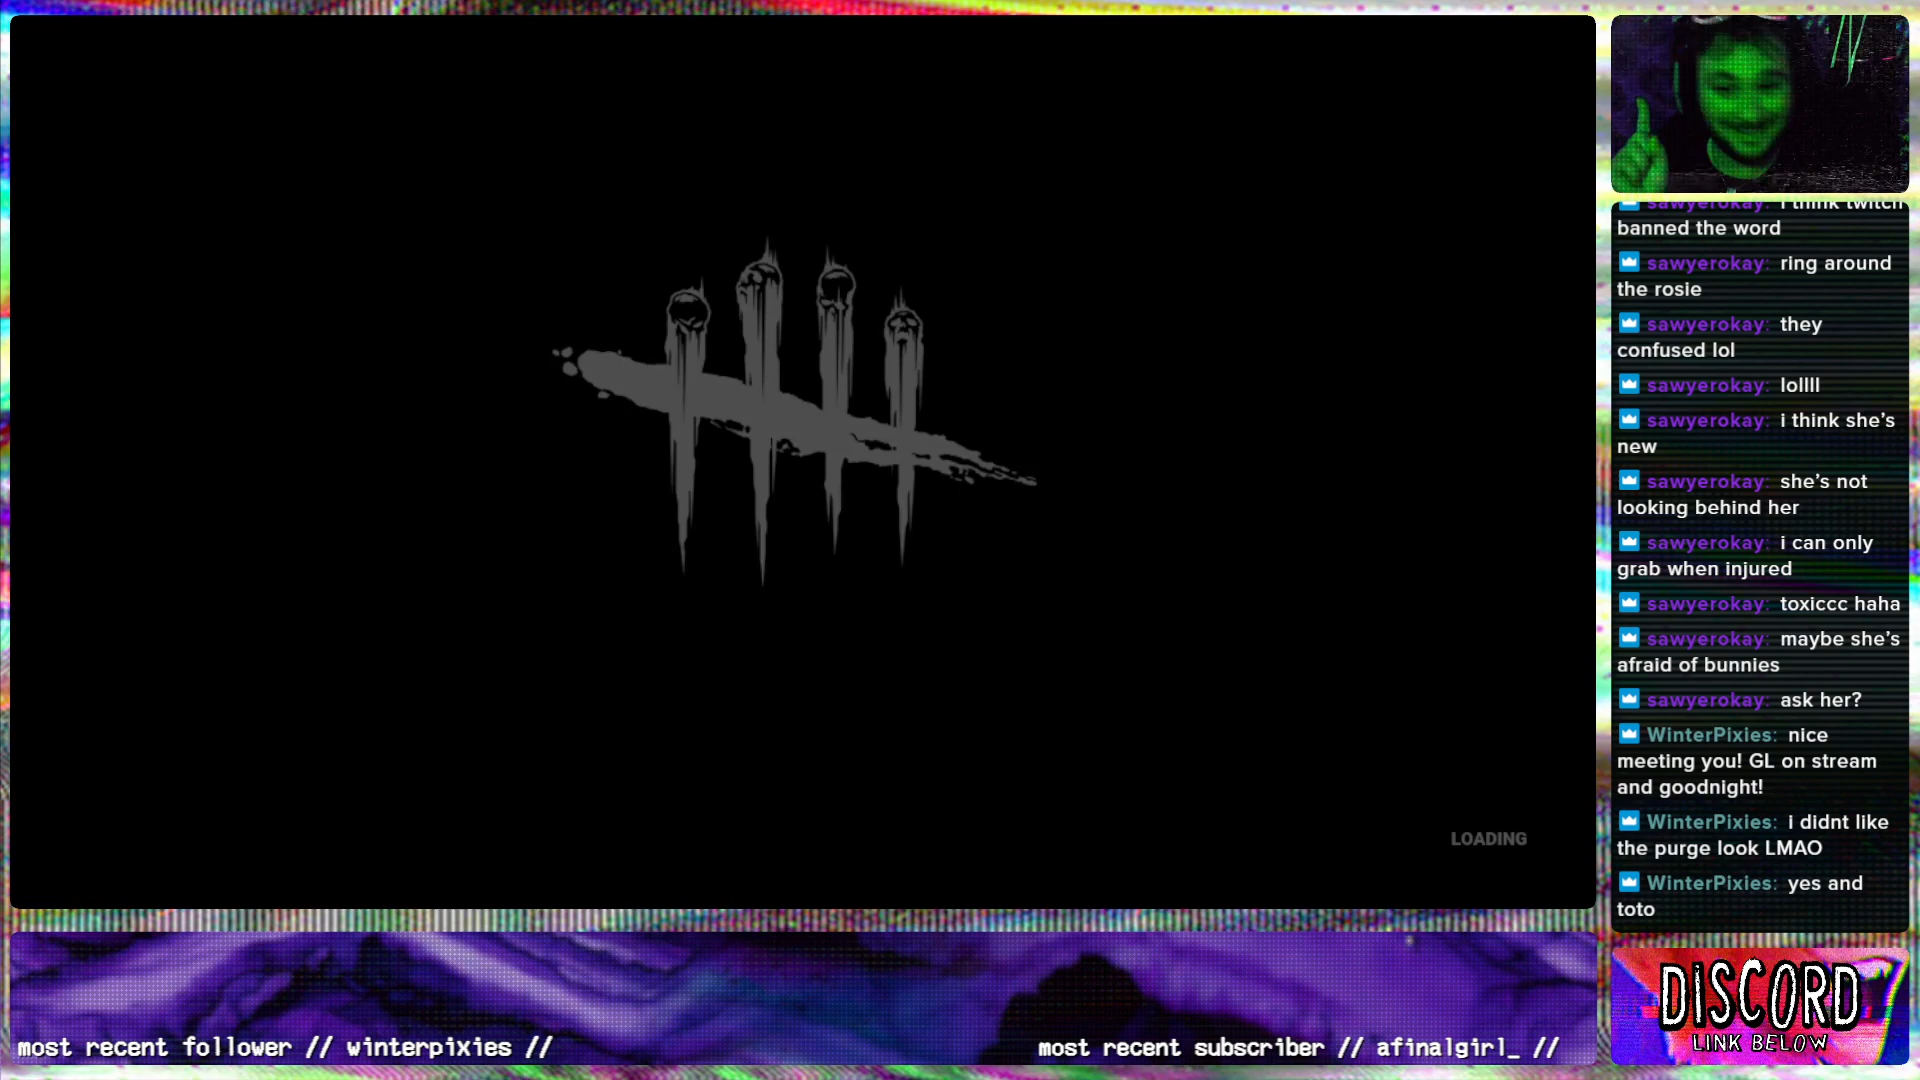 sawyerokay: i think twitch
banned the word
sawyerokay: ring around
the rosie
sawyerokay: they
confused lol
sawyerokay: lollll
sawyerokay: i think she's
new
sawyerokay: she's not
looking behind her
sawyerokay: i can only
grab when injured
sawyerokay: toxiccc haha
sawyerokay: maybe she's
afraid of bunnies
sawyerokay: ask her?
WinterPixies: nice
meeting you! GL on stream
and goodnight!
WinterPixies: i didnt like
the purge look LMAO
WinterPixies: yes and
toto
LOADING
most recent follower // winterpixies //
most recent subscriber // afinalgirl_ //
DISCORD
LINK BELOW